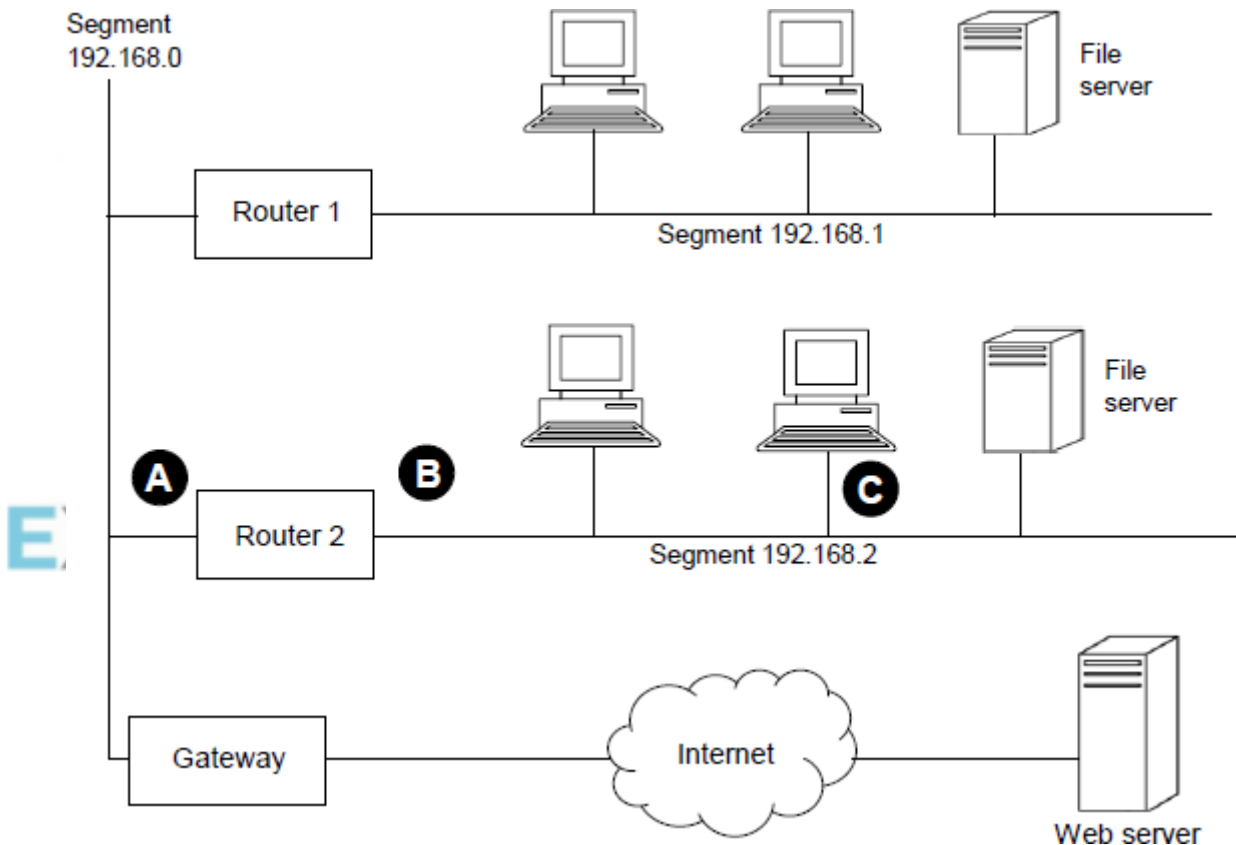 Segment
192.168.0
File
server
Router 1
Segment 192.168.1
File
server
A
B
C
E
Router 2
Segment 192.168.2
Gateway
Internet
Web server